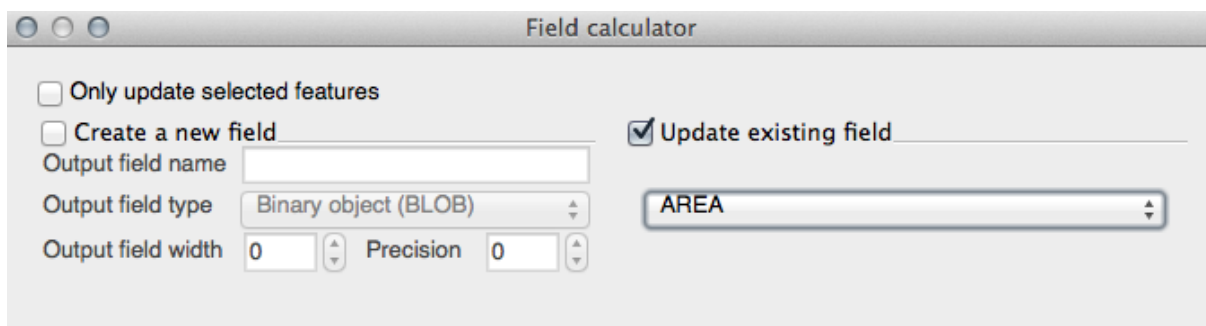 Field calculator
Only update selected features
Create a new field
Update existing field
Output field name
Output field type Binary object (BLOB)
AREA
Output field width 0 Precision 0